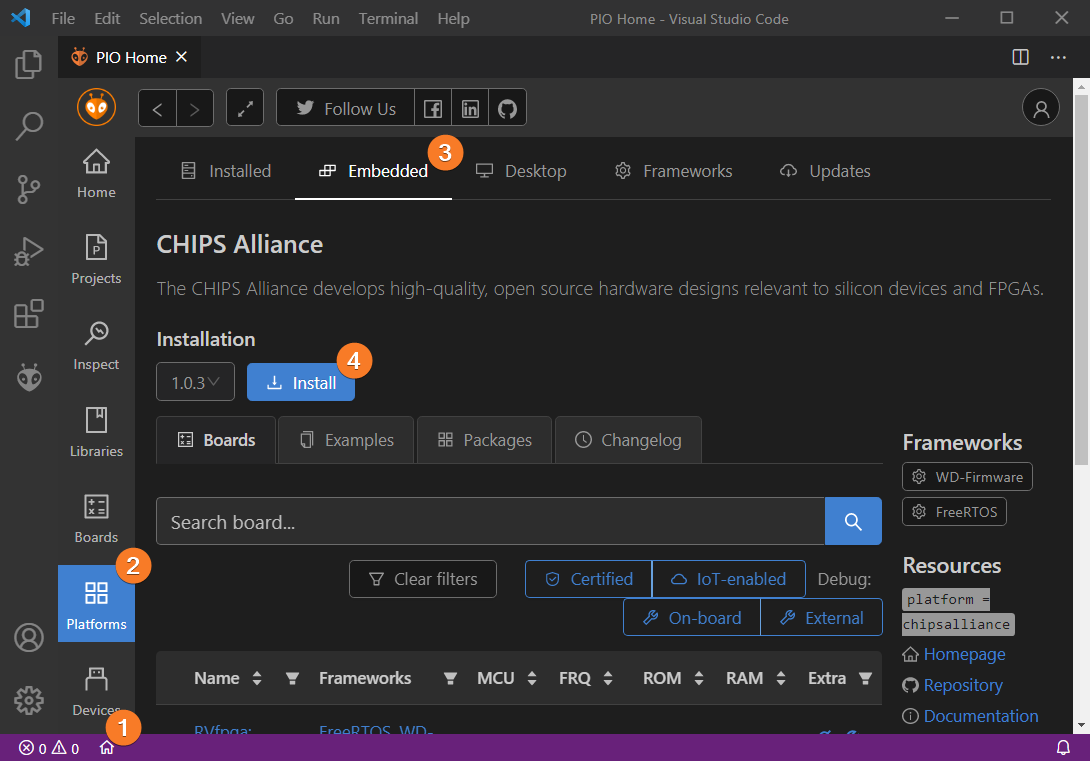 File Edit Selection View Go Run Terminal Help PIO Home - Visual Studio Code
PIO Home
Follow Us
Home
Projects
Inspect
Libraries
Boards
2
Platforms
Devices
1
0 0
Installed Embedded 3 Desktop Frameworks Updates
CHIPS Alliance
The CHIPS Alliance develops high-quality, open source hardware designs relevant to silicon devices and FPGAs.
Installation
1.0.3 Install 4
Boards Examples Packages Changelog
Search board...
Clear filters Certified IoT-enabled Debug:
On-board External
Name Frameworks MCU FRQ ROM RAM Extra
RVfpga: FreeRTOS, WD-
Frameworks
WD-Firmware
FreeRTOS
Resources
platform =
chipsalliance
Homepage
Repository
Documentation